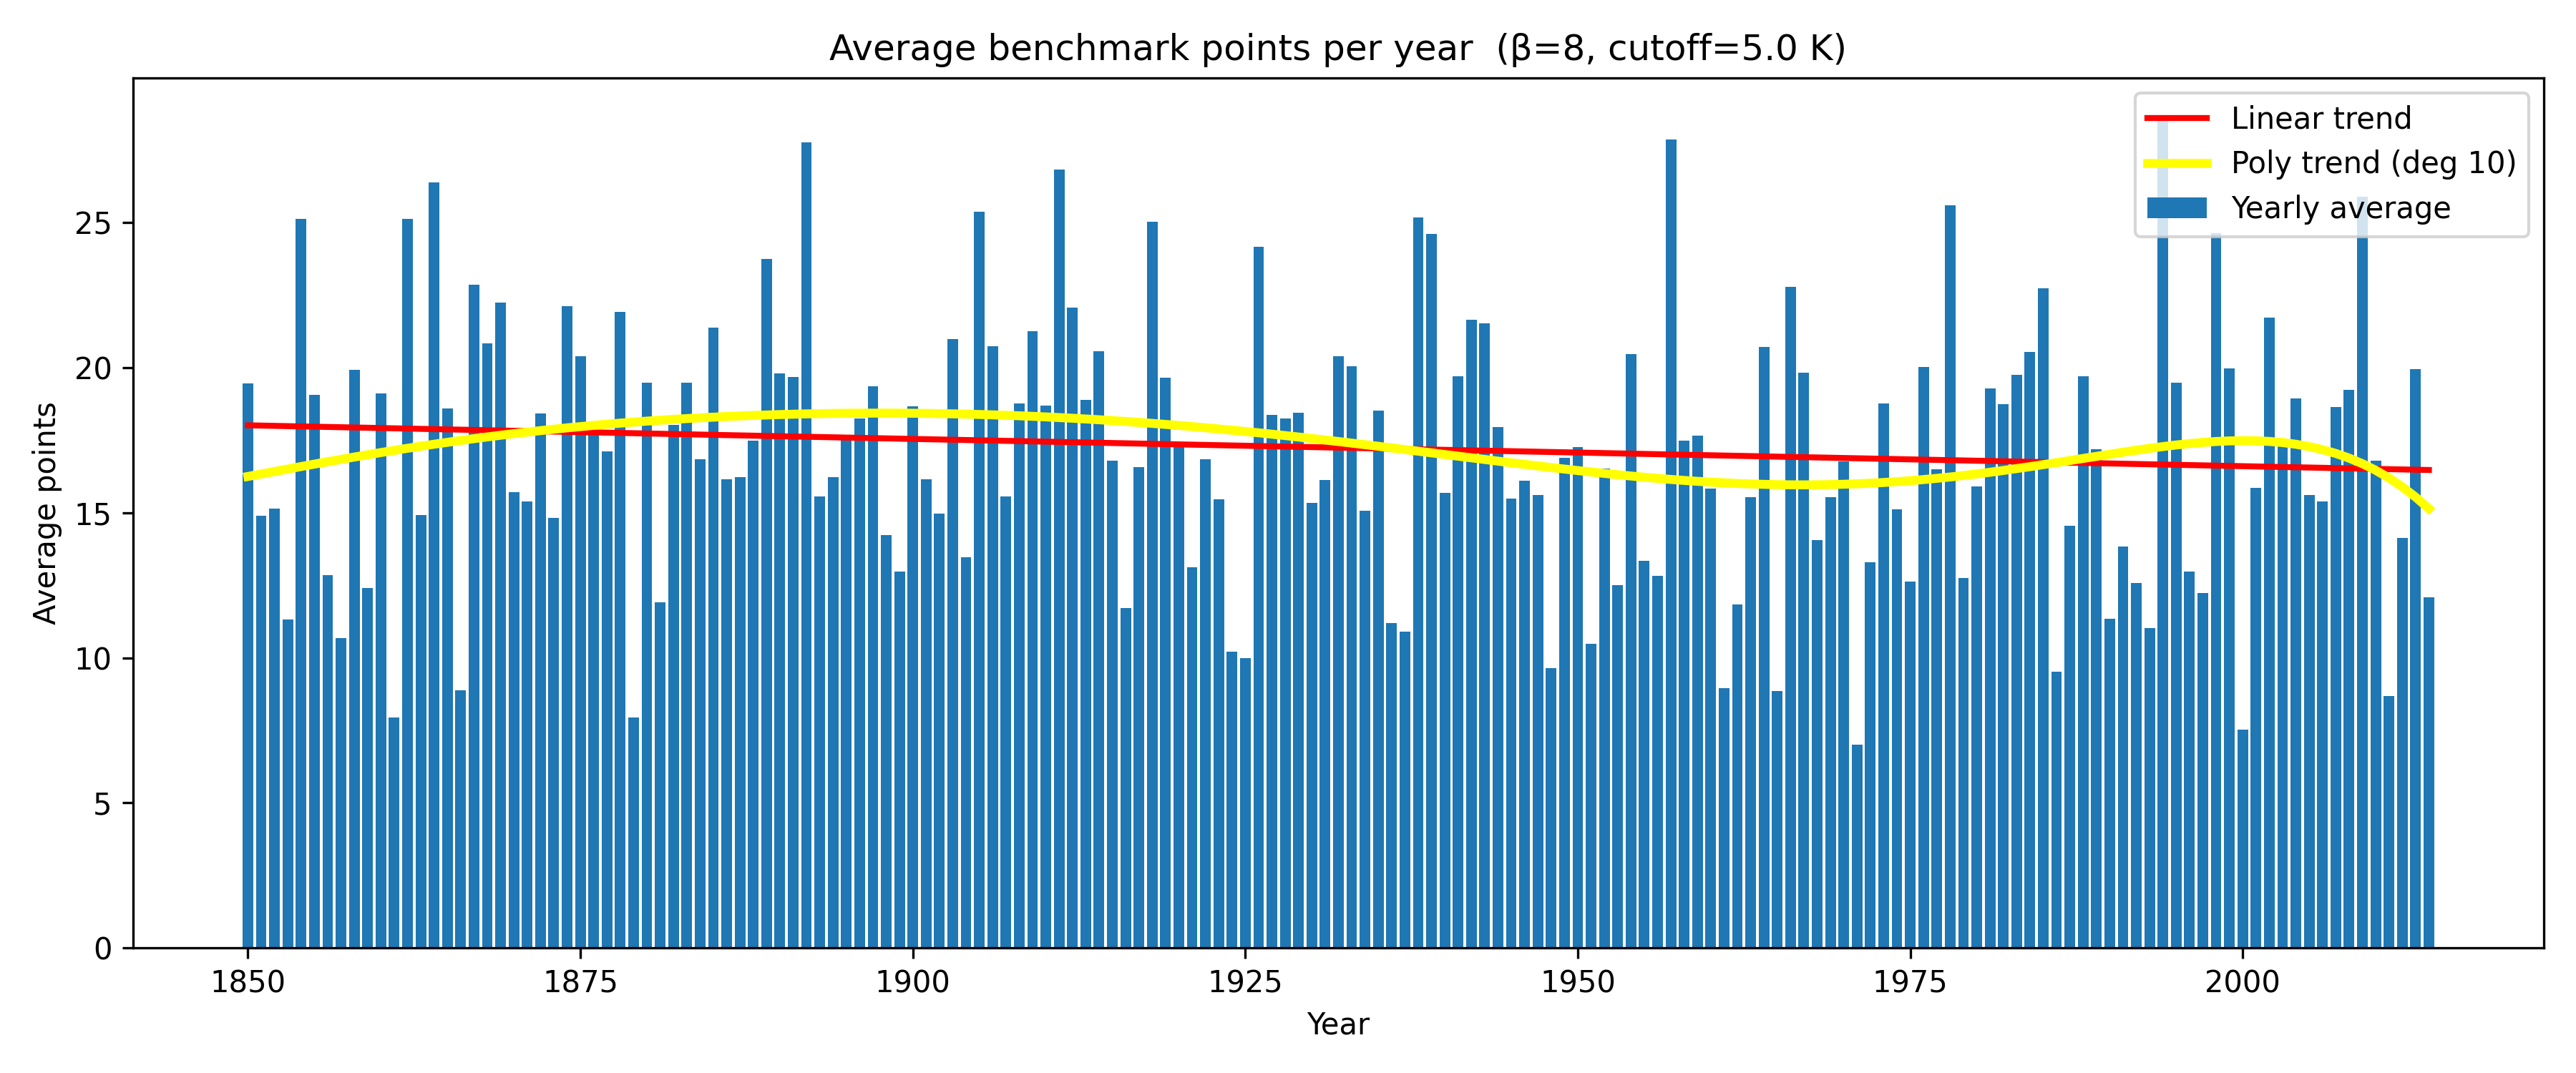 Average benchmark points per year  (β=8, cutoff=5.0 K)
Linear trend
Poly trend (deg 10)
Yearly average
Average points
25
20
15
10
5
0
1850 1875 1900 1925 1950 1975 2000
Year